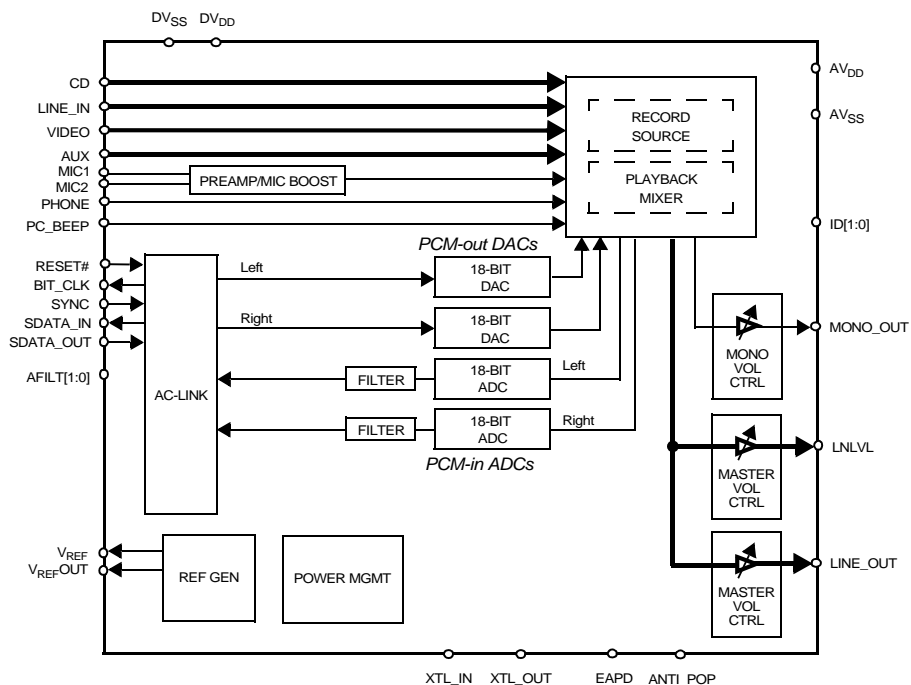 DVSS DVDD
CD
LINE_IN
VIDEO
AUX
MIC1
MIC2
PHONE
PC_BEEP
PREAMP/MIC BOOST
RECORD
SOURCE
PLAYBACK
MIXER
AVDD
AVSS
ID[1:0]
RESET#
BIT_CLK
SYNC
SDATA_IN
SDATA_OUT
AFILT[1:0]
AC-LINK
PCM-out DACs
Left
18-BIT
DAC
Right
18-BIT
DAC
FILTER
18-BIT
ADC
Left
FILTER
18-BIT
ADC
Right
PCM-in ADCs
MONO
VOL
CTRL
MONO_OUT
MASTER
VOL
CTRL
LNLVL
MASTER
VOL
CTRL
LINE_OUT
VREF
VREFOUT
REF GEN
POWER MGMT
XTL_IN XTL_OUT EAPD ANTI_POP